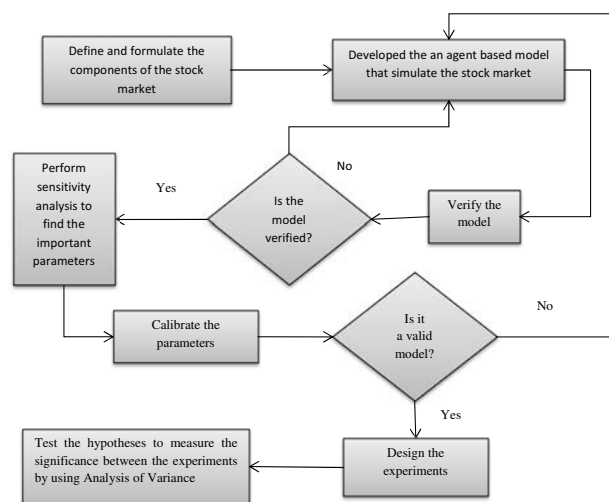 Define and formulate the
components of the stock
market
Developed the an agent based model
that simulate the stock market
No
Is the
model
verified?
Yes
Verify the
model
Perform
sensitivity
analysis to
find the
important
parameters
Calibrate the
parameters
Is it
a valid
model?
No
Yes
Design the
experiments
Test the hypotheses to measure the
significance between the experiments
by using Analysis of Variance